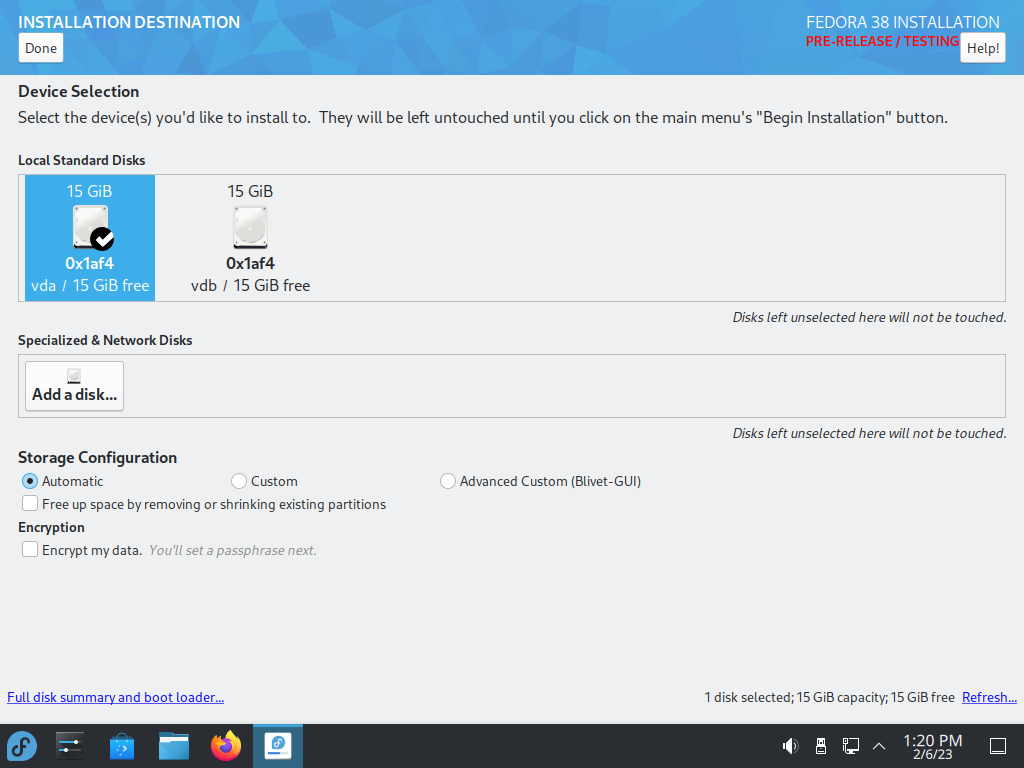 INSTALLATION DESTINATION
FEDORA 38 INSTALLATION
Done
PRE-RELEASE / TESTING
Help!
Device Selection
Select the device(s) you'd like to install to.  They will be left untouched until you click on the main menu's "Begin Installation" button.
Local Standard Disks
15 GiB
0x1af4
vda / 15 GiB free
15 GiB
0x1af4
vdb / 15 GiB free
Disks left unselected here will not be touched.
Specialized & Network Disks
Add a disk...
Disks left unselected here will not be touched.
Storage Configuration
Automatic
Custom
Advanced Custom (Blivet-GUI)
Free up space by removing or shrinking existing partitions
Encryption
Encrypt my data. You'll set a passphrase next.
Full disk summary and boot loader...
1 disk selected; 15 GiB capacity; 15 GiB free Refresh...
1:20 PM
2/6/23